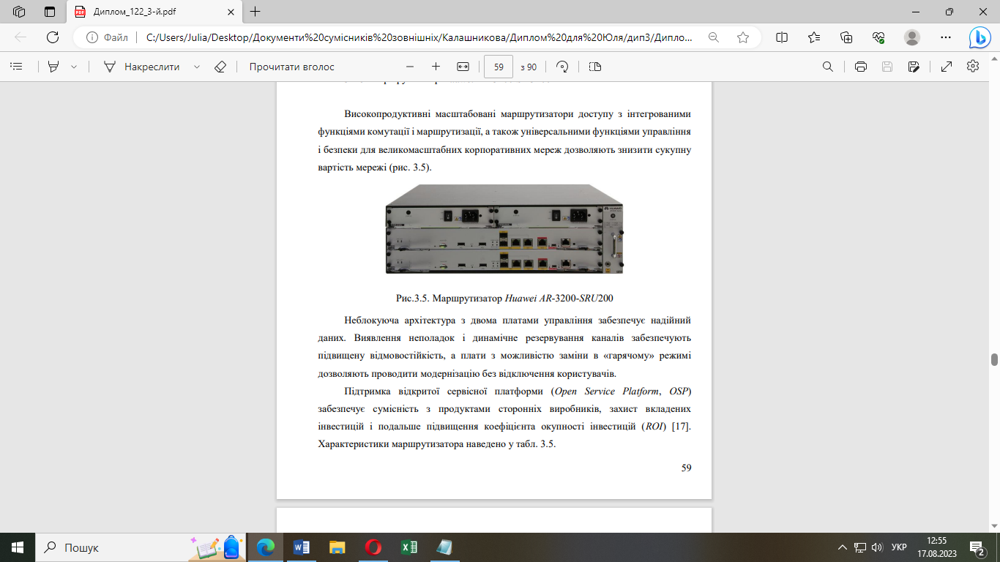 Диплом_122_3-й.pdf
Файл
C:/Users/Julia/Desktop/Документи%20сумісників%20зовнішніх/Калашникова/Диплом%20для%20Юля/дип3/Дипло...
Накреслити
Прочитати вголос
59
з 90
Високопродуктивні масштабовані маршрутизатори доступу з інтегрованими
функціями комутації і маршрутизації, а також універсальними функціями управління
і безпеки для великомасштабних корпоративних мереж дозволяють знизити сукупну
вартість мережі (рис. 3.5).
HUAWEI
Рис.3.5. Маршрутизатор Huawei AR-3200-SRU200
Неблокуюча архітектура з двома платами управління забезпечує надійний
даних. Виявлення неполадок і динамічне резервування каналів забезпечують
підвищену відмовостійкість, а плати з можливістю заміни в «гарячому» режимі
дозволяють проводити модернізацію без відключення користувачів.
Підтримка відкритої сервісної платформи (Open Service Platform, OSP)
забезпечує сумісність з продуктами сторонніх виробників, захист вкладених
інвестицій і подальше підвищення коефіцієнта окупності інвестицій (ROI) [17].
Характеристики маршрутизатора наведено у табл. 3.5.
59
Пошук
УКР
12:55
17.08.2023
2